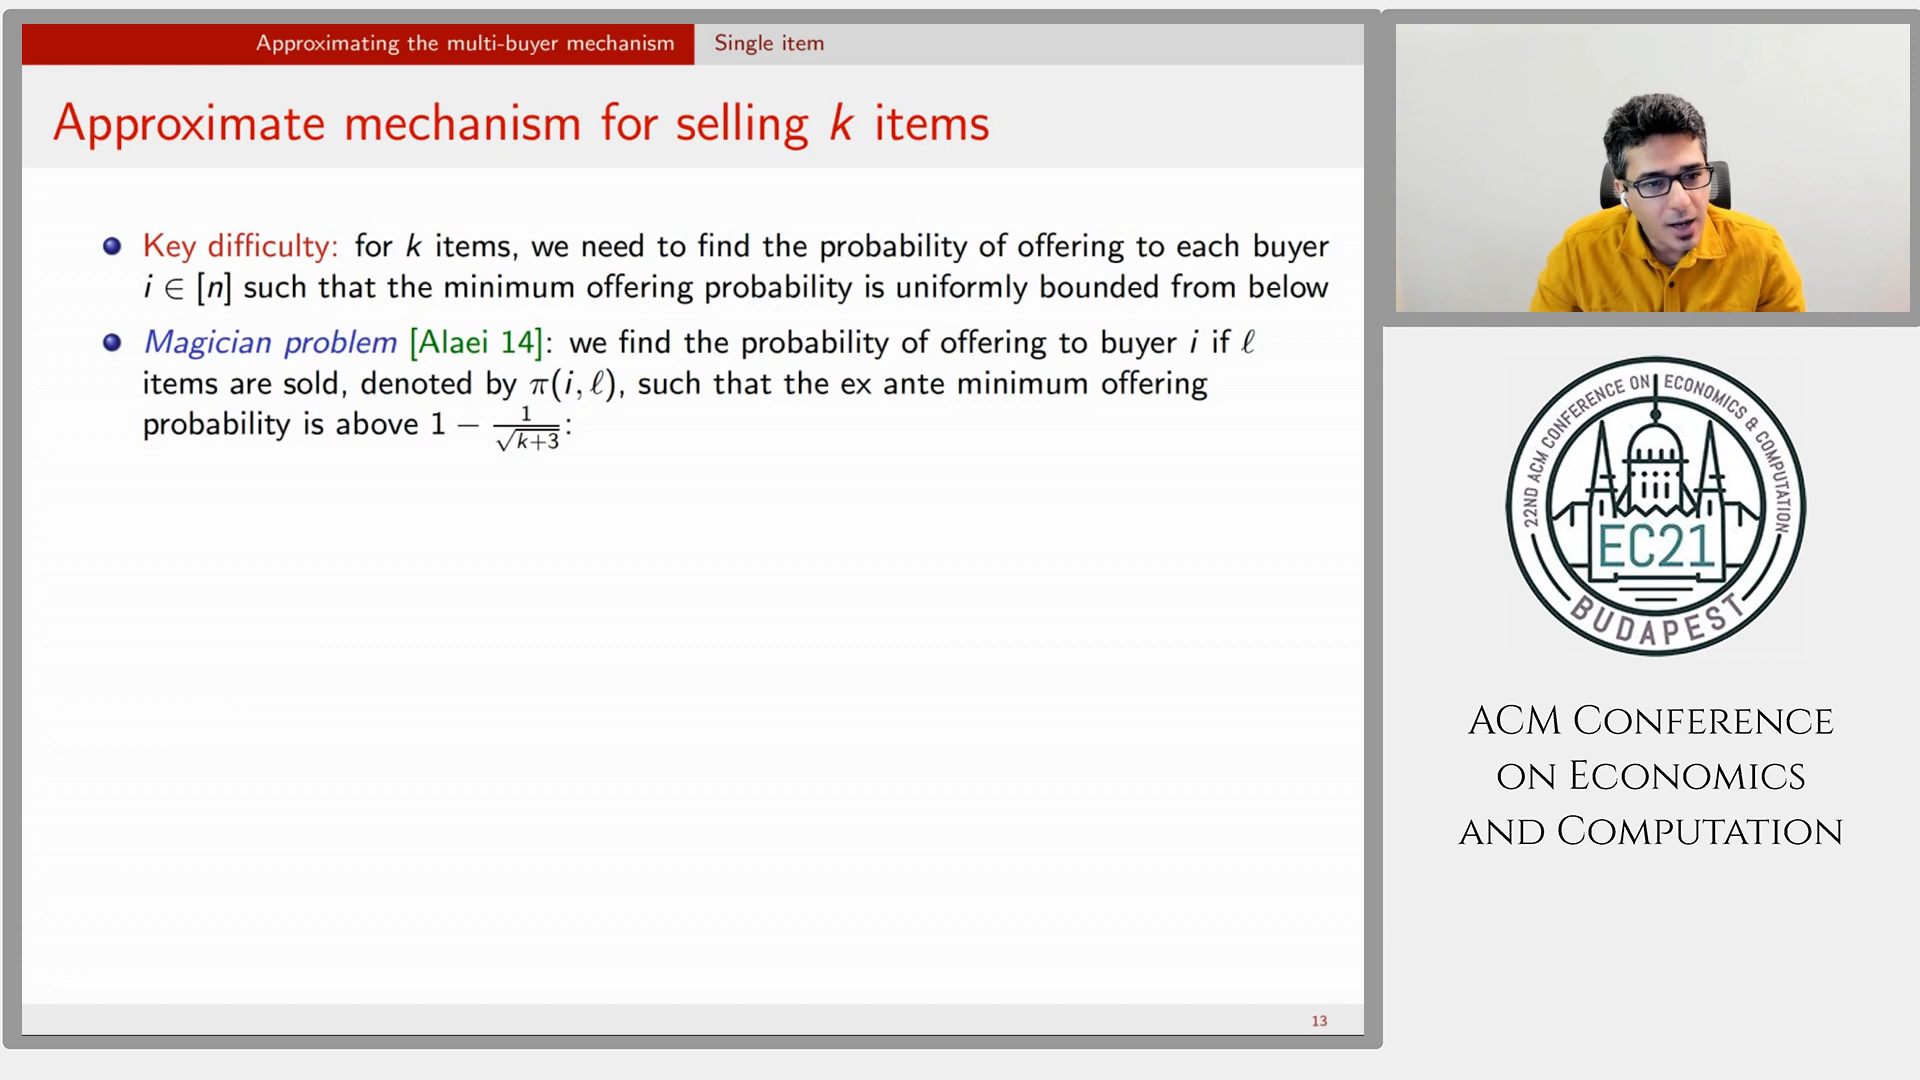 Approximating the multi-buyer mechanism
Single item
Approximate mechanism for selling k items
Key difficulty: for k items, we need to find the probability of offering to each buyer
i ∈ [n] such that the minimum offering probability is uniformly bounded from below
Magician problem [Alaei 14]: we find the probability of offering to buyer i if ℓ
items are sold, denoted by π(i, ℓ), such that the ex ante minimum offering
probability is above 1 − 1/√(k+3):
13
22ND ACM CONFERENCE ON ECONOMICS & COMPUTATION
EC21
BUDAPEST
ACM CONFERENCE
ON ECONOMICS
AND COMPUTATION